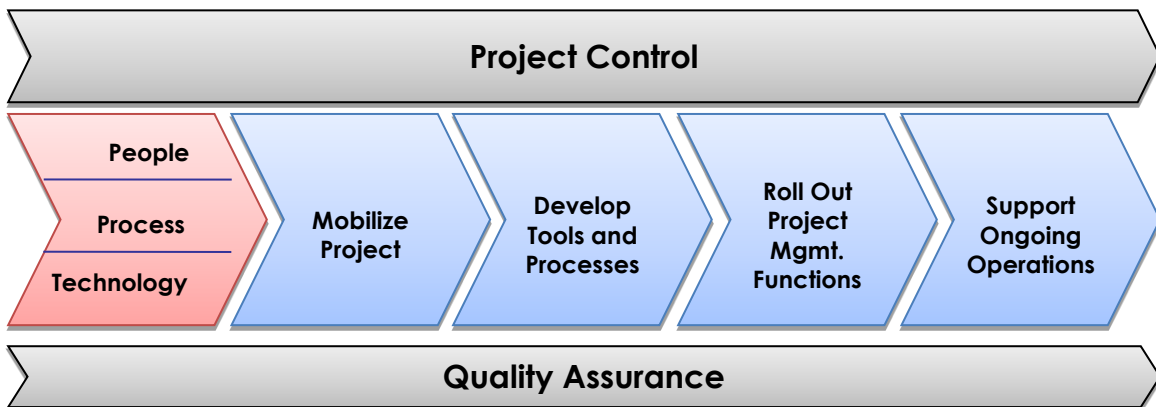 Project Control
People
Process
Technology
Mobilize
Project
Develop
Tools and
Processes
Roll Out
Project
Mgmt.
Functions
Support
Ongoing
Operations
Quality Assurance